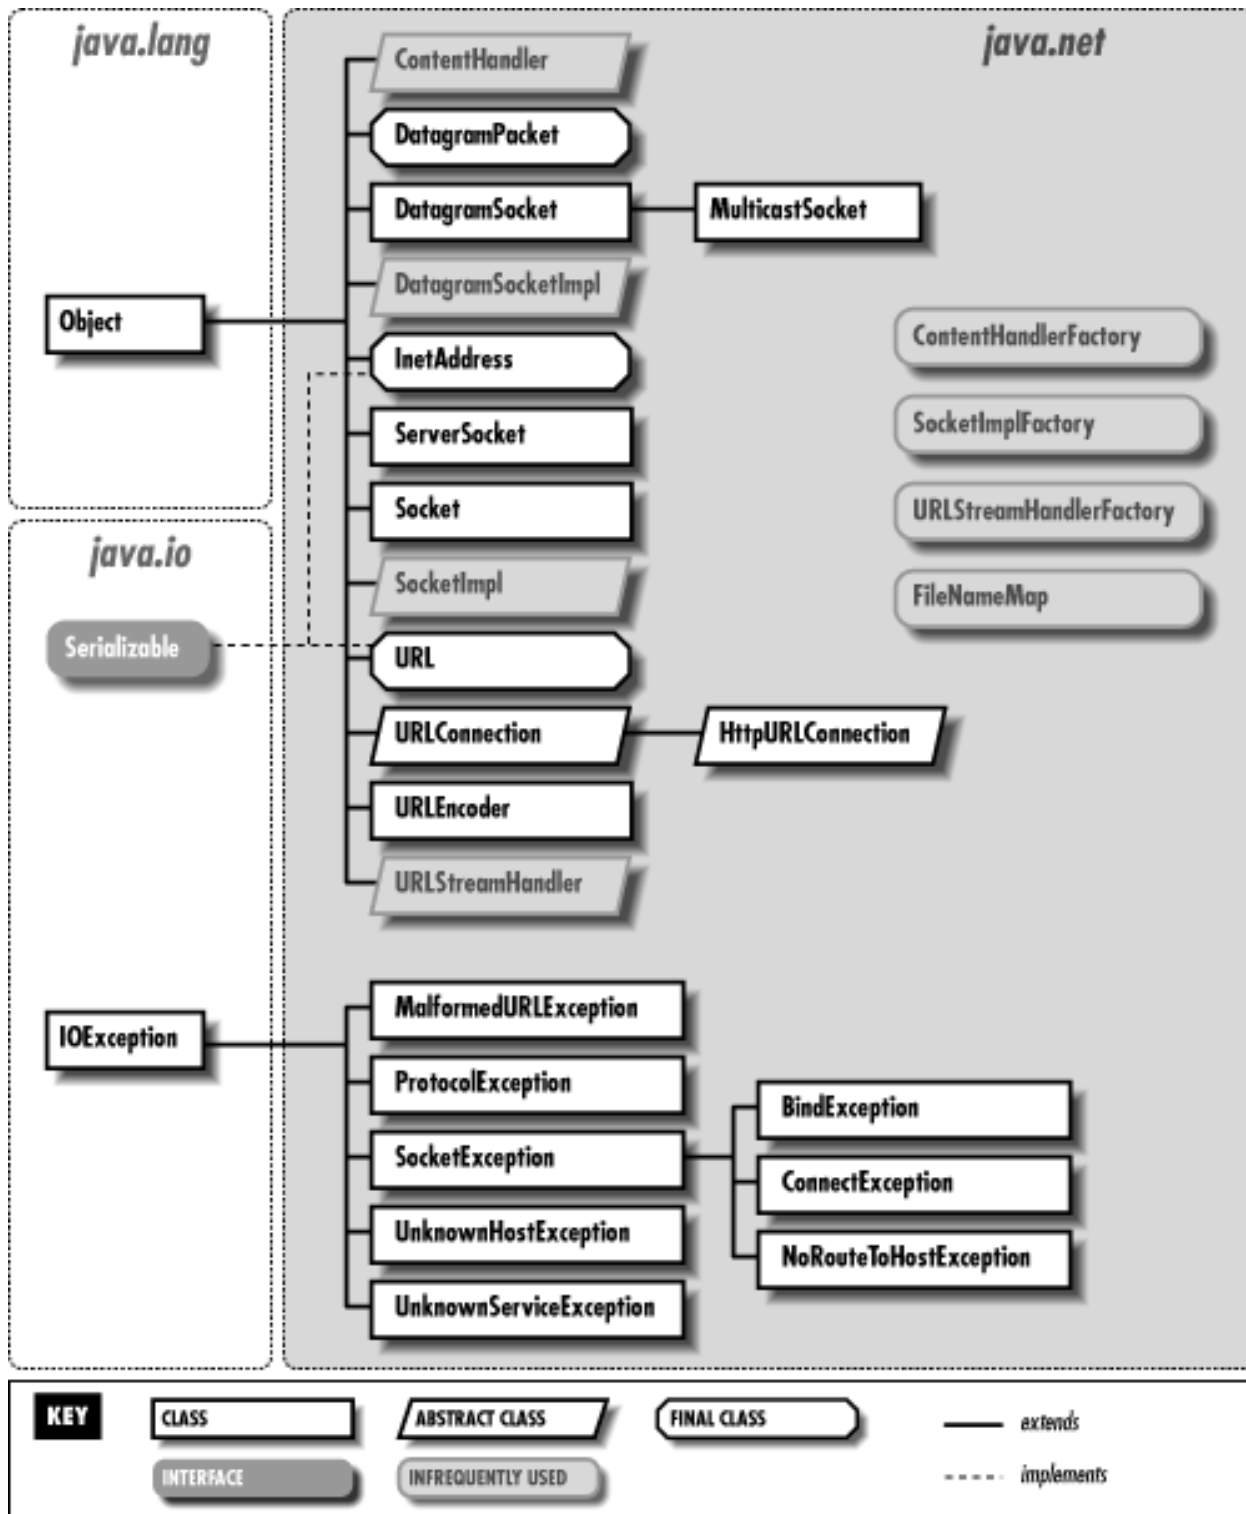 java.lang
java.net
ContentHandler
DatagramPacket
DatagramSocket
MulticastSocket
DatagramSocketImpl
Object
ContentHandlerFactory
InetAddress
SocketImplFactory
ServerSocket
Socket
URLStreamHandlerFactory
java.io
SocketImpl
FileNameMap
Serializable
URL
URLConnection
HttpURLConnection
URLEncoder
URLStreamHandler
MalformedURLException
IOException
ProtocolException
BindException
SocketException
ConnectException
UnknownHostException
NoRouteToHostException
UnknownServiceException
KEY
CLASS
ABSTRACT CLASS
FINAL CLASS
extends
INTERFACE
INFREQUENTLY USED
implements